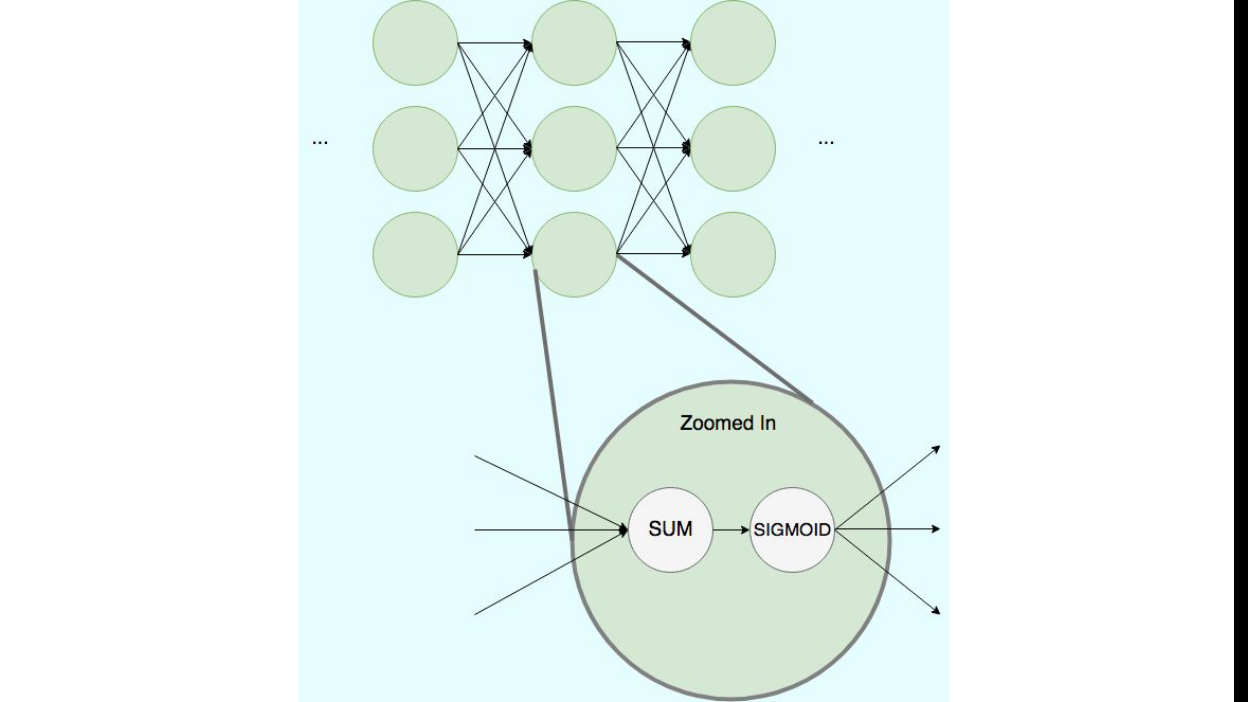 ... ...
Zoomed In
SUM SIGMOID